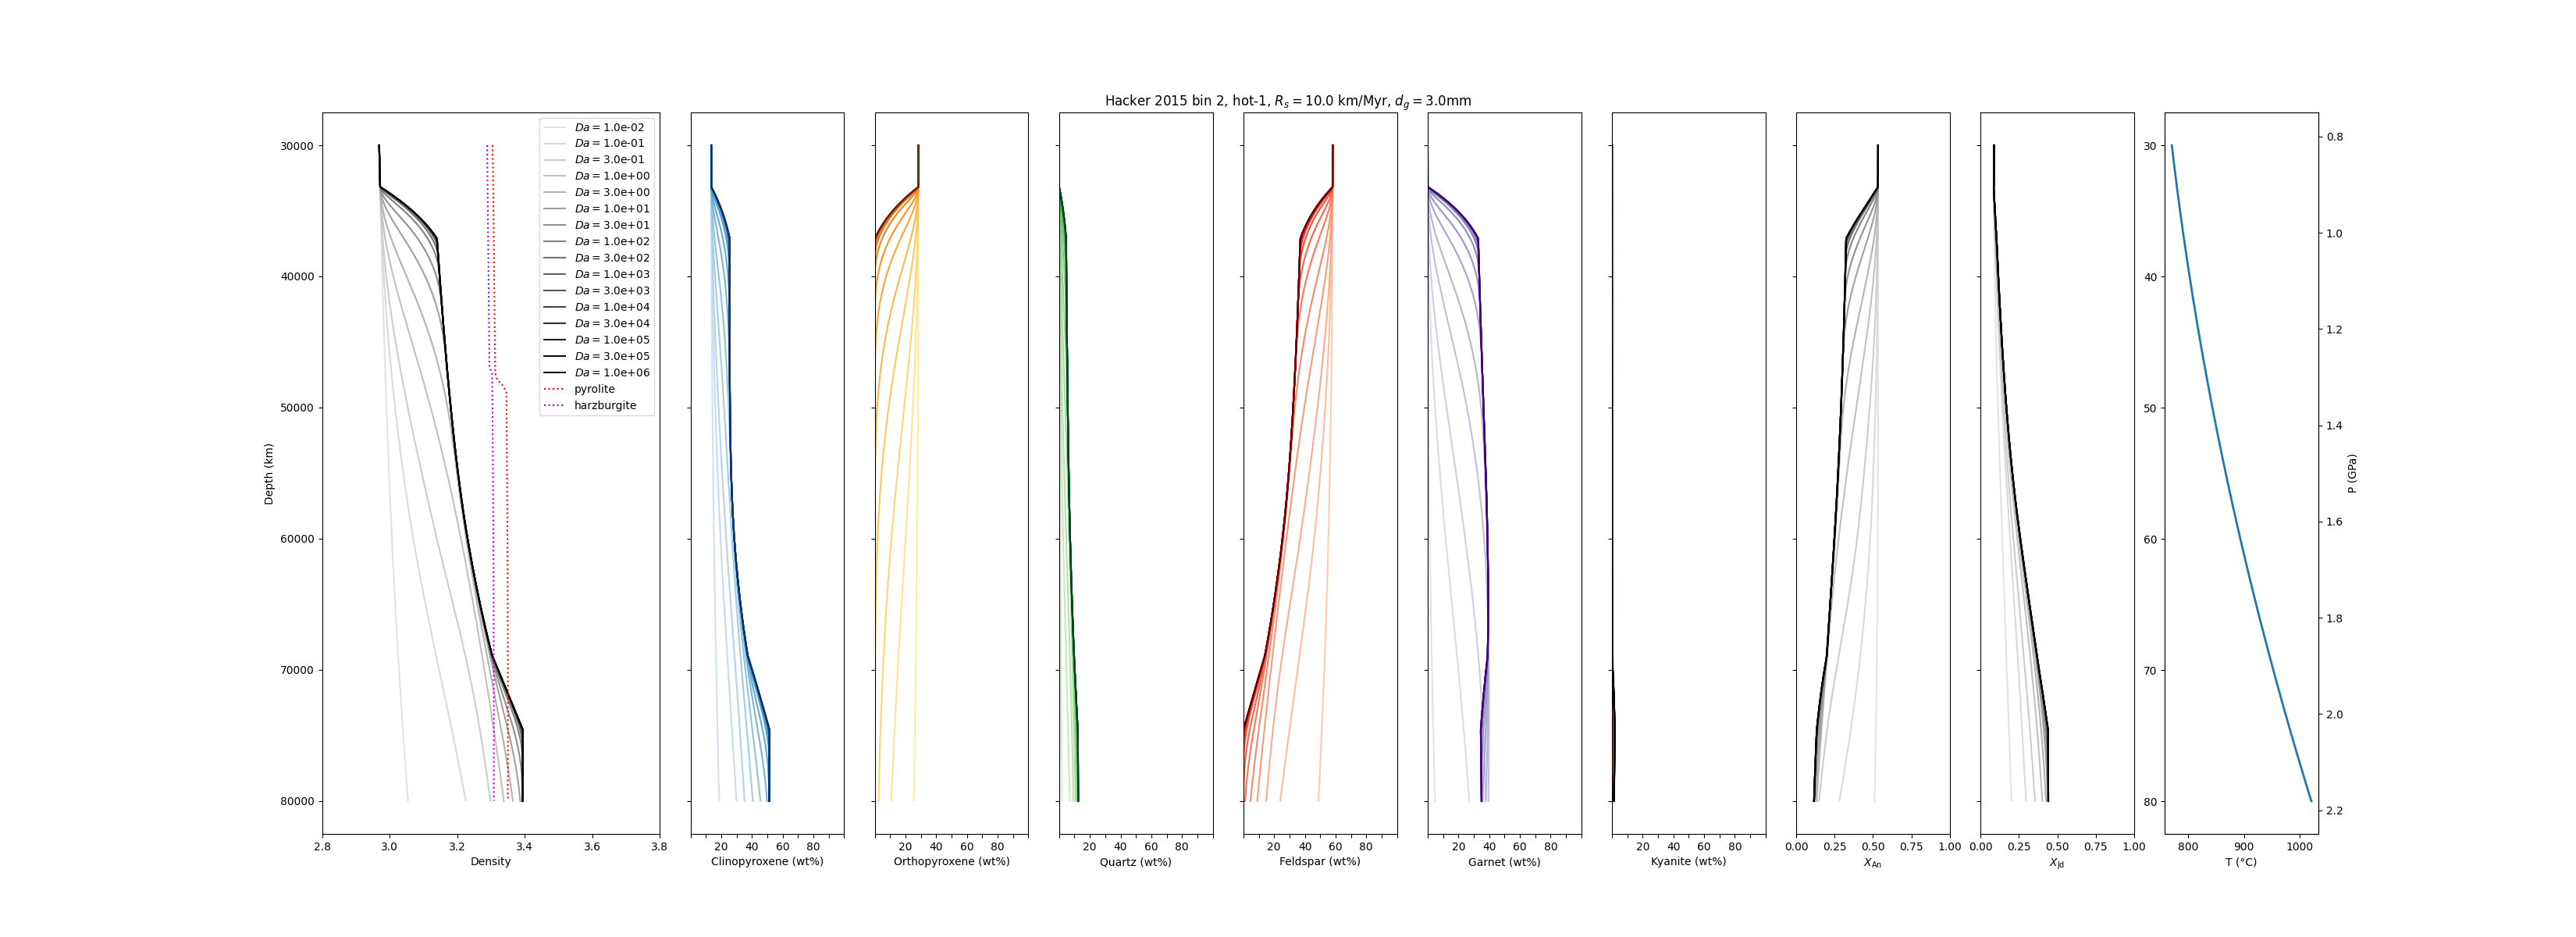 Hacker 2015 bin 2, hot-1, R_s = 10.0 km/Myr, d_g = 3.0mm
Da = 1.0e-02
Da = 1.0e-01
Da = 3.0e-01
Da = 1.0e+00
Da = 3.0e+00
Da = 1.0e+01
Da = 3.0e+01
Da = 1.0e+02
Da = 3.0e+02
Da = 1.0e+03
Da = 3.0e+03
Da = 1.0e+04
Da = 3.0e+04
Da = 1.0e+05
Da = 3.0e+05
Da = 1.0e+06
pyrolite
harzburgite
Depth (km)
30000
40000
50000
60000
70000
80000
2.8 3.0 3.2 3.4 3.6 3.8
Density
20 40 60 80
Clinopyroxene (wt%)
20 40 60 80
Orthopyroxene (wt%)
20 40 60 80
Quartz (wt%)
20 40 60 80
Feldspar (wt%)
20 40 60 80
Garnet (wt%)
20 40 60 80
Kyanite (wt%)
0.00 0.25 0.50 0.75 1.00
X_An
0.00 0.25 0.50 0.75 1.00
X_Jd
30
40
50
60
70
80
800 900 1000
T (°C)
0.8
1.0
1.2
1.4
1.6
1.8
2.0
2.2
P (GPa)